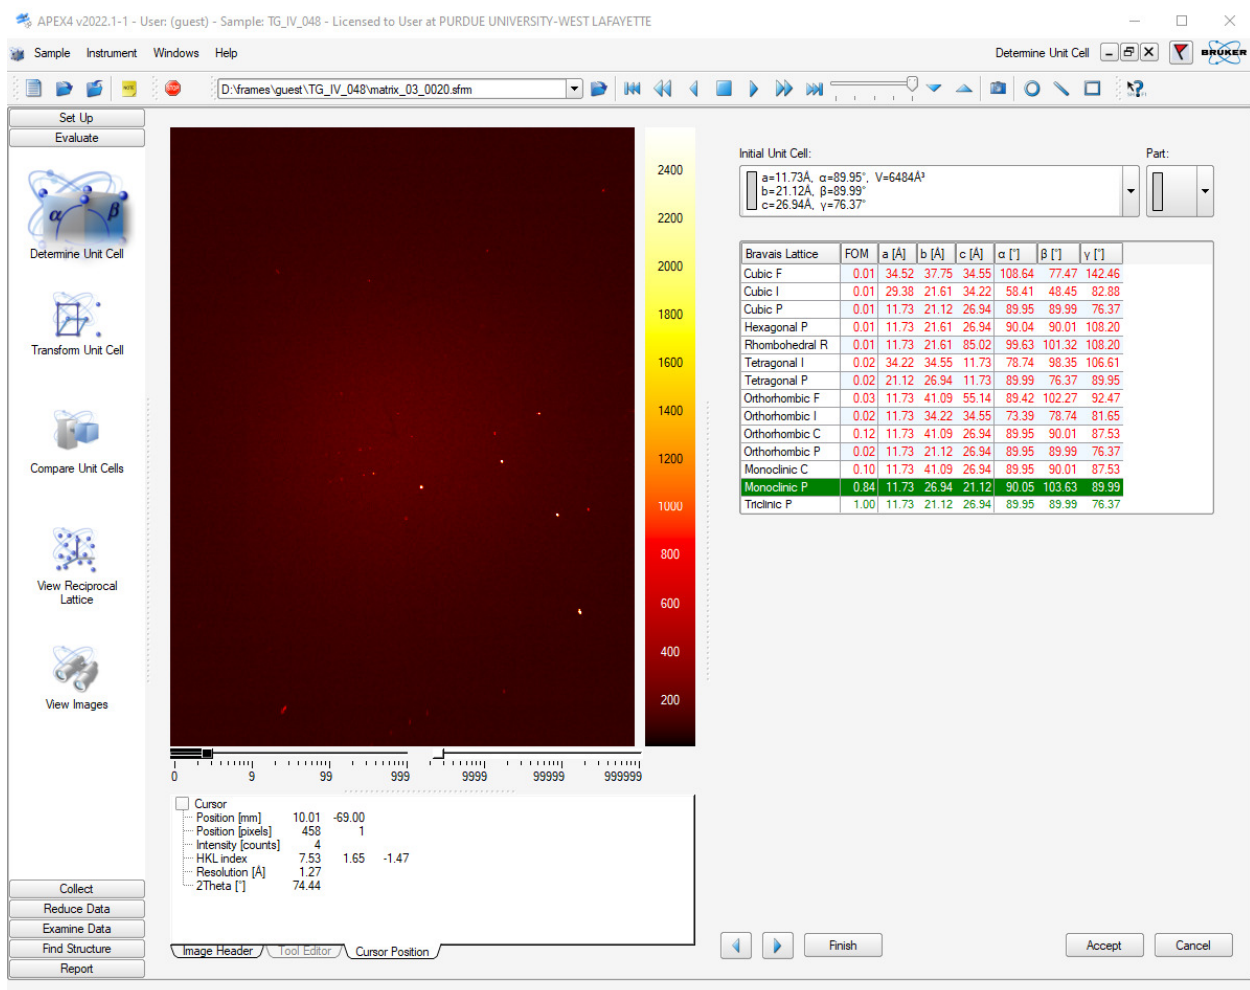 APEX4 v2022.1-1 - User: (guest) - Sample: TG_IV_048 - Licensed to User at PURDUE UNIVERSITY-WEST LAFAYETTE
Sample Instrument Windows Help Determine Unit Cell BRUKER
STOP D:\frames\guest\TG_IV_048\matrix_03_0020.sfm
Set Up
Evaluate
α β
Determine Unit Cell
Transform Unit Cell
Compare Unit Cells
View Reciprocal
Lattice
View Images
Collect
Reduce Data
Examine Data
Find Structure
Report
2400
2200
2000
1800
1600
1400
1200
1000
800
600
400
200
0 9 99 999 9999 99999 999999
Cursor
Position [mm] 10.01 -69.00
Position [pixels] 458 1
Intensity [counts] 4
HKL index 7.53 1.65 -1.47
Resolution [Å] 1.27
2Theta [°] 74.44
Image Header Tool Editor Cursor Position
Initial Unit Cell: Part:
a=11.73Å, α=89.95°, V=6484Å³
b=21.12Å, β=89.99°
c=26.94Å, γ=76.37°
Bravais Lattice FOM a [Å] b [Å] c [Å] α [°] β [°] γ [°]
Cubic F 0.01 34.52 37.75 34.55 108.64 77.47 142.46
Cubic I 0.01 29.38 21.61 34.22 58.41 48.45 82.88
Cubic P 0.01 11.73 21.12 26.94 89.95 89.99 76.37
Hexagonal P 0.01 11.73 21.61 26.94 90.04 90.01 108.20
Rhombohedral R 0.01 11.73 21.61 85.02 99.63 101.32 108.20
Tetragonal I 0.02 34.22 34.55 11.73 78.74 98.35 106.61
Tetragonal P 0.02 21.12 26.94 11.73 89.99 76.37 89.95
Orthorhombic F 0.03 11.73 41.09 55.14 89.42 102.27 92.47
Orthorhombic I 0.02 11.73 34.22 34.55 73.39 78.74 81.65
Orthorhombic C 0.12 11.73 41.09 26.94 89.95 90.01 87.53
Orthorhombic P 0.02 11.73 21.12 26.94 89.95 89.99 76.37
Monoclinic C 0.10 11.73 41.09 26.94 89.95 90.01 87.53
Monoclinic P 0.84 11.73 26.94 21.12 90.05 103.63 89.99
Triclinic P 1.00 11.73 21.12 26.94 89.95 89.99 76.37
Finish Accept Cancel